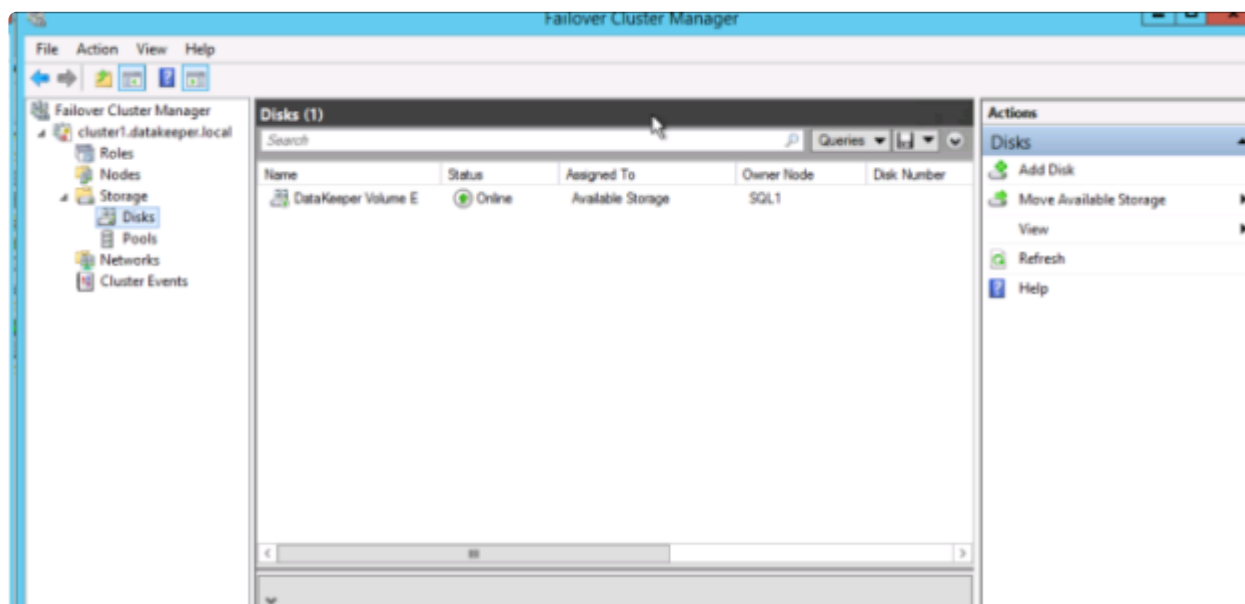 Failover Cluster Manager
File Action View Help
Failover Cluster Manager
cluster1.datakeeper.local
Roles
Nodes
Storage
Disks
Pools
Networks
Cluster Events
Disks (1)
Search
Queries
Name Status Assigned To Owner Node Disk Number
DataKeeper Volume E Online Available Storage SQL1
Actions
Disks
Add Disk
Move Available Storage
View
Refresh
Help